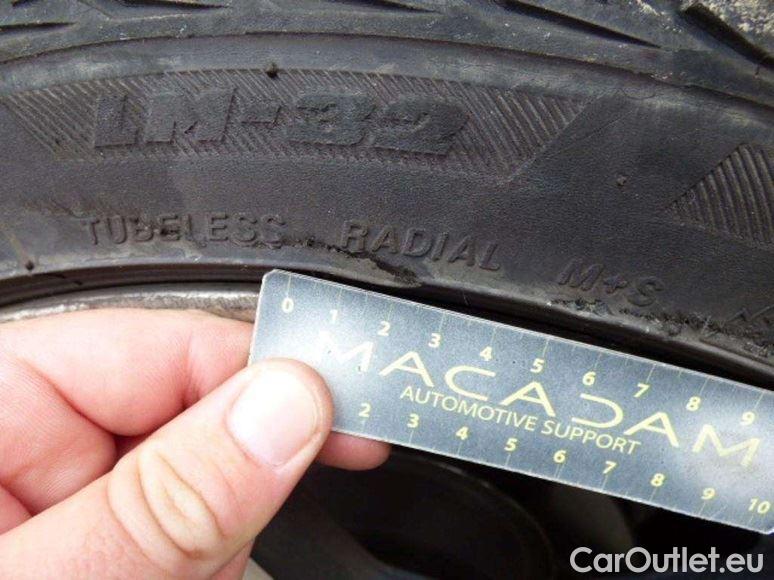 LM-32
TUBELESS RADIAL M+S
0 1 2 3 4 5 6 7 8 9
MACADAM
AUTOMOTIVE SUPPORT
2 3 4 5 6 7 8 9 10
CarOutlet.eu